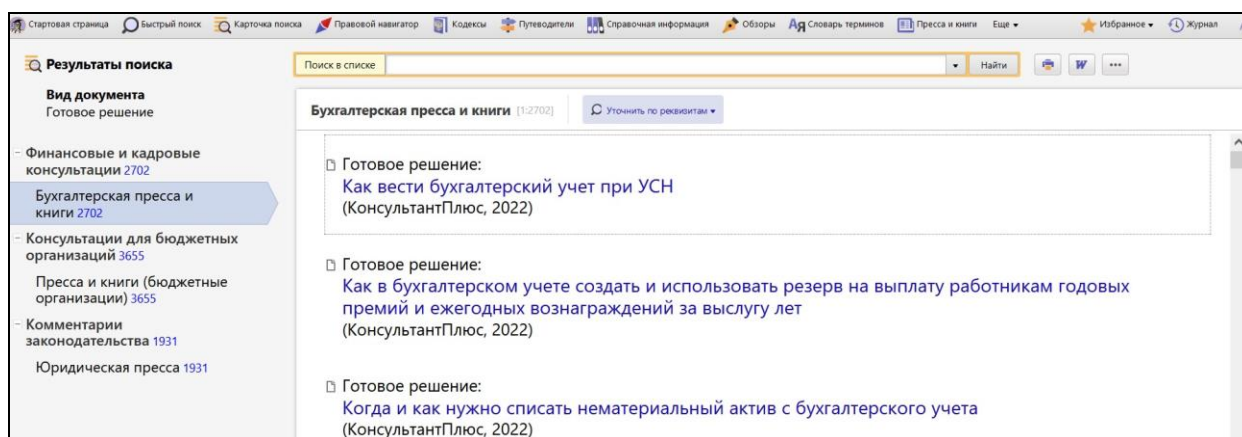 Стартовая страница Быстрый поиск Карточка поиска Правовой навигатор Кодексы Путеводители Справочная информация Обзоры Словарь терминов Пресса и книги Еще Избранное Журнал
Результаты поиска
Вид документа
Готовое решение
Финансовые и кадровые
консультации 2702
Бухгалтерская пресса и
книги 2702
Консультации для бюджетных
организаций 3655
Пресса и книги (бюджетные
организации) 3655
Комментарии
законодательства 1931
Юридическая пресса 1931
Поиск в списке Найти
Бухгалтерская пресса и книги [1:2702] Уточнить по реквизитам
Готовое решение:
Как вести бухгалтерский учет при УСН
(КонсультантПлюс, 2022)
Готовое решение:
Как в бухгалтерском учете создать и использовать резерв на выплату работникам годовых
премий и ежегодных вознаграждений за выслугу лет
(КонсультантПлюс, 2022)
Готовое решение:
Когда и как нужно списать нематериальный актив с бухгалтерского учета
(КонсультантПлюс, 2022)